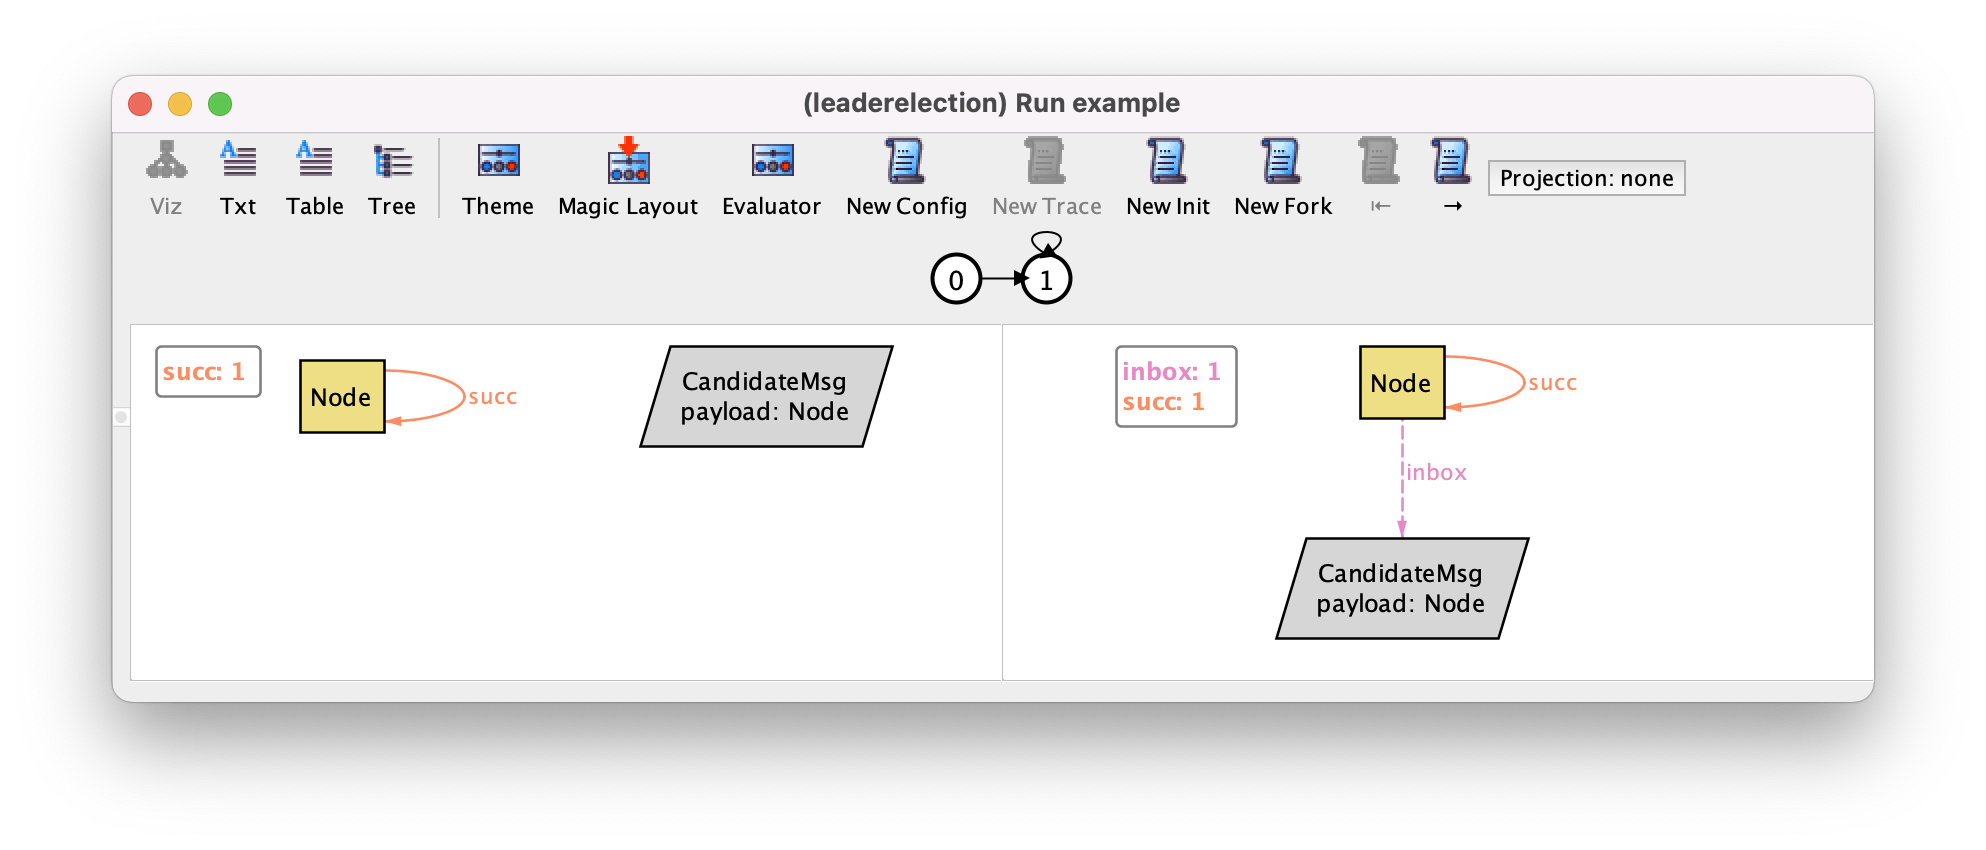 (leaderelection) Run example
Viz Txt Table Tree Theme Magic Layout Evaluator New Config New Trace New Init New Fork ⇤ → Projection: none
0 1
succ: 1
Node
succ
CandidateMsg
payload: Node
inbox: 1
succ: 1
Node
succ
inbox
CandidateMsg
payload: Node